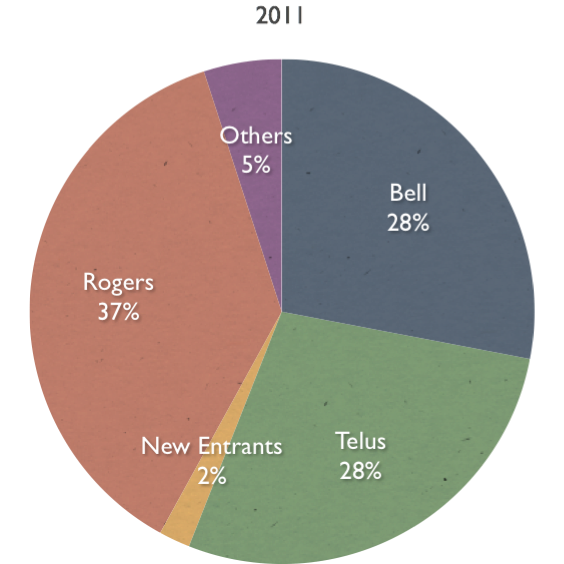 2011
Others
5%
Bell
28%
Rogers
37%
New Entrants
2%
Telus
28%